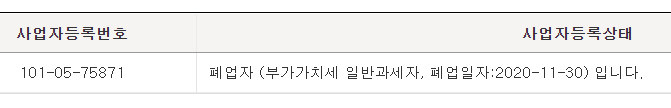 사업자등록번호 사업자등록상태
101-05-75871 폐업자 (부가가치세 일반과세자, 폐업일자:2020-11-30) 입니다.